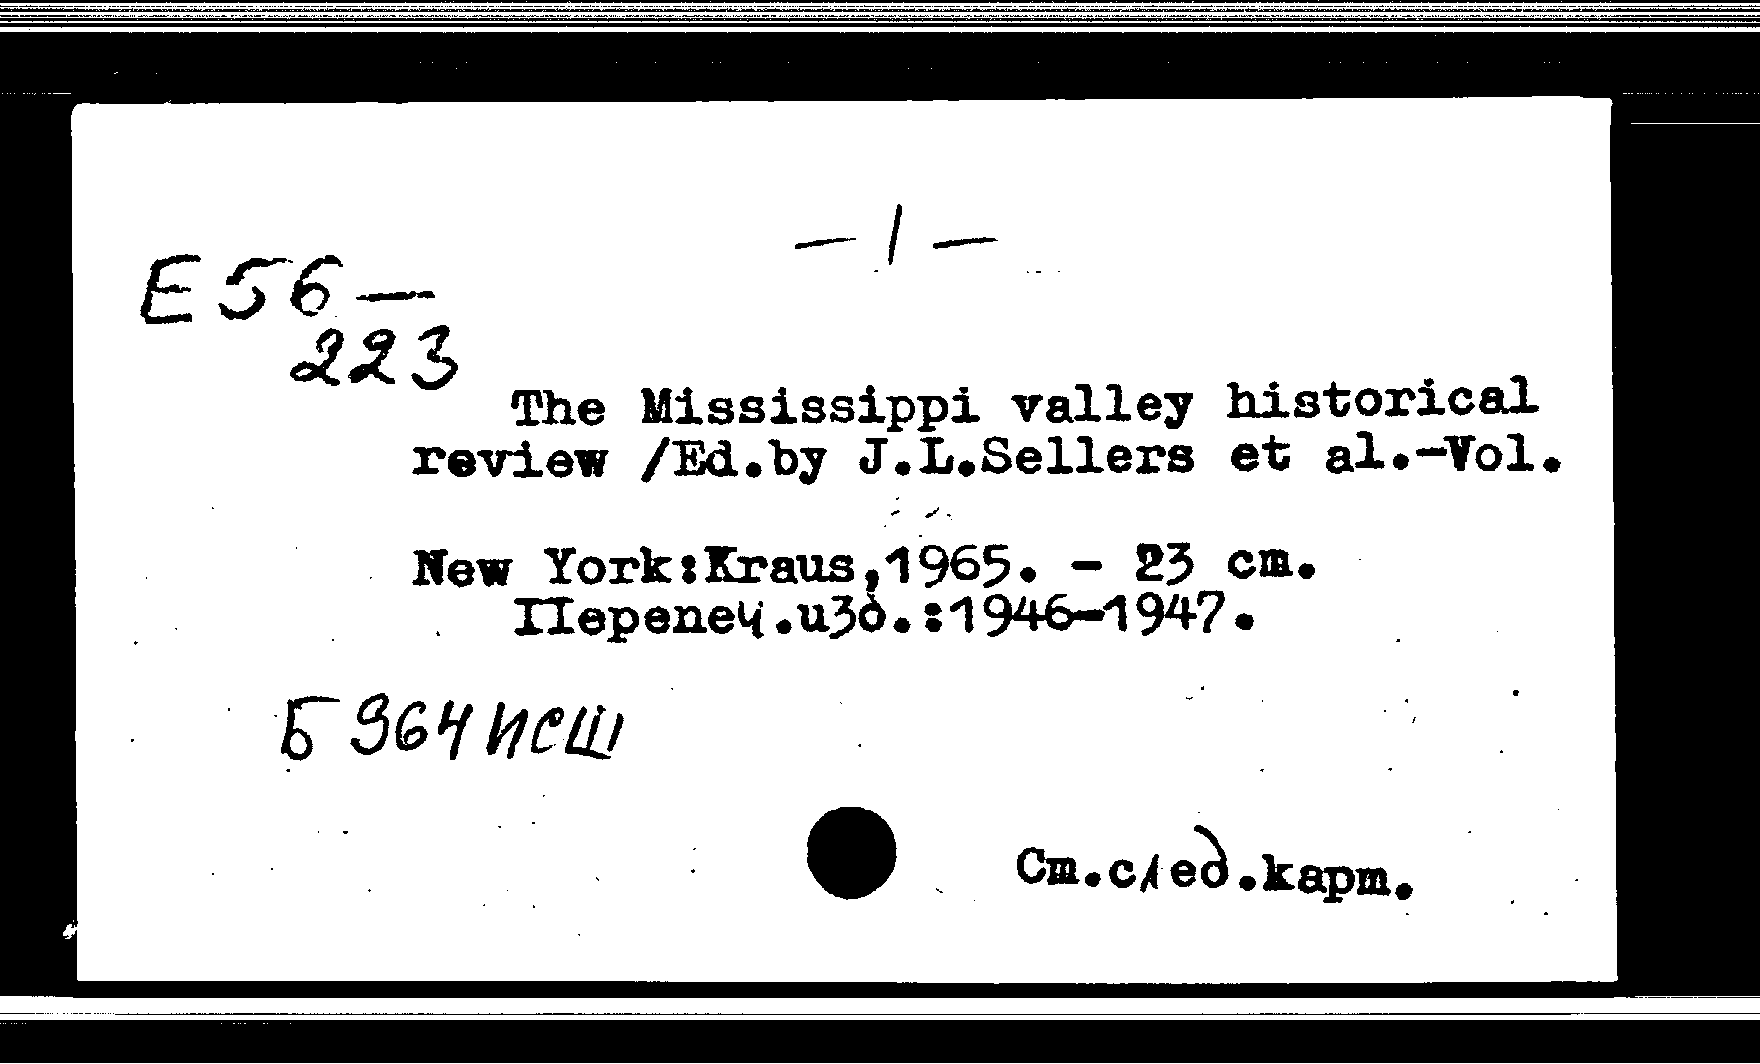 — 1 —
E56—
223
The Mississippi valley historical
review /Ed.by J.L.Sellers et al.-Vol.
New York:Kraus,1965. - 23 cm.
Перепеч.изд.:1946-1947.
Б 964 исш
См.след.карт.